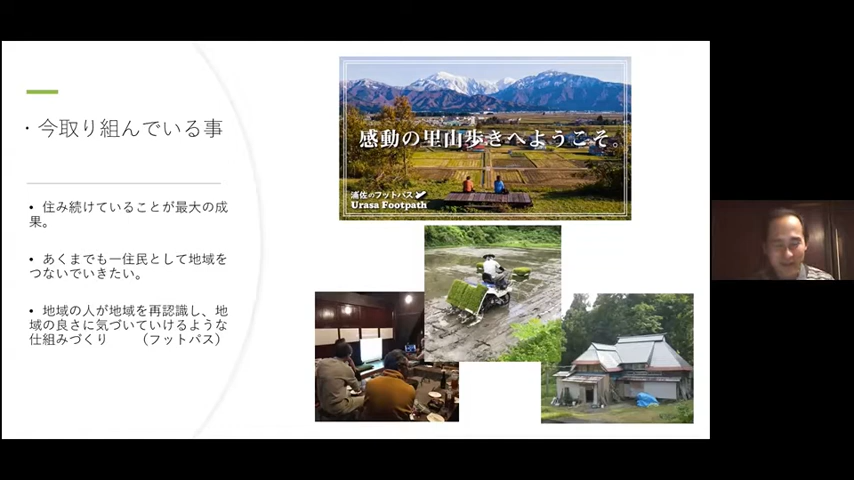 ・今取り組んでいる事
• 住み続けていることが最大の成
果。
• あくまでも一住民として地域を
つないでいきたい。
• 地域の人が地域を再認識し、地
域の良さに気づいていけるような
仕組みづくり （フットパス）
感動の里山歩きへようこそ。
浦佐のフットパス
Urasa Footpath